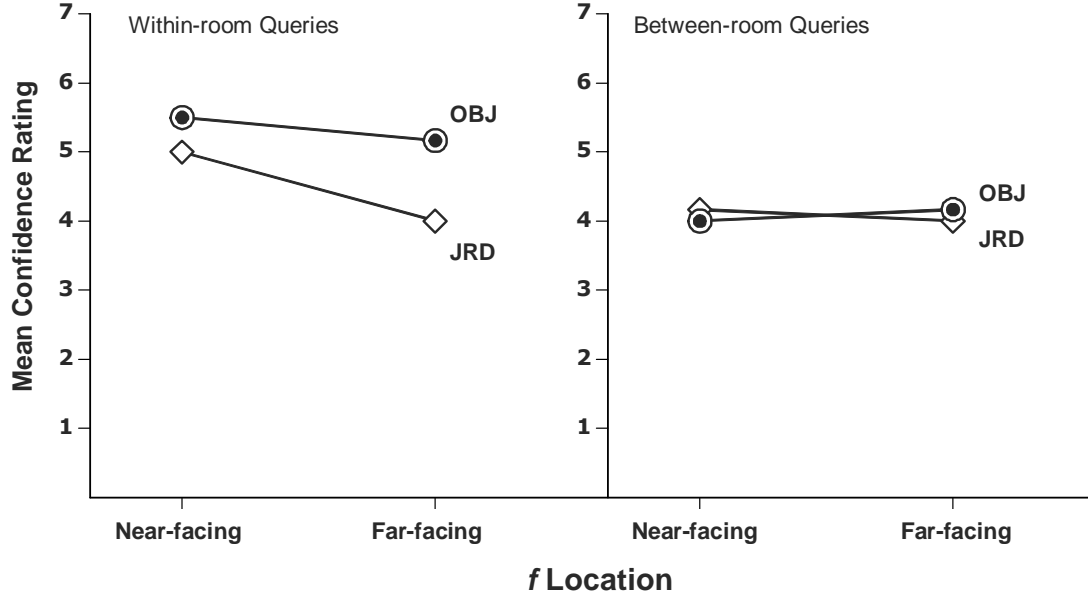 Within-room Queries
Between-room Queries
Mean Confidence Rating
7
6
5
4
3
2
1
OBJ
JRD
Near-facing
Far-facing
7
6
5
4
3
2
1
OBJ
JRD
Near-facing
Far-facing
f Location